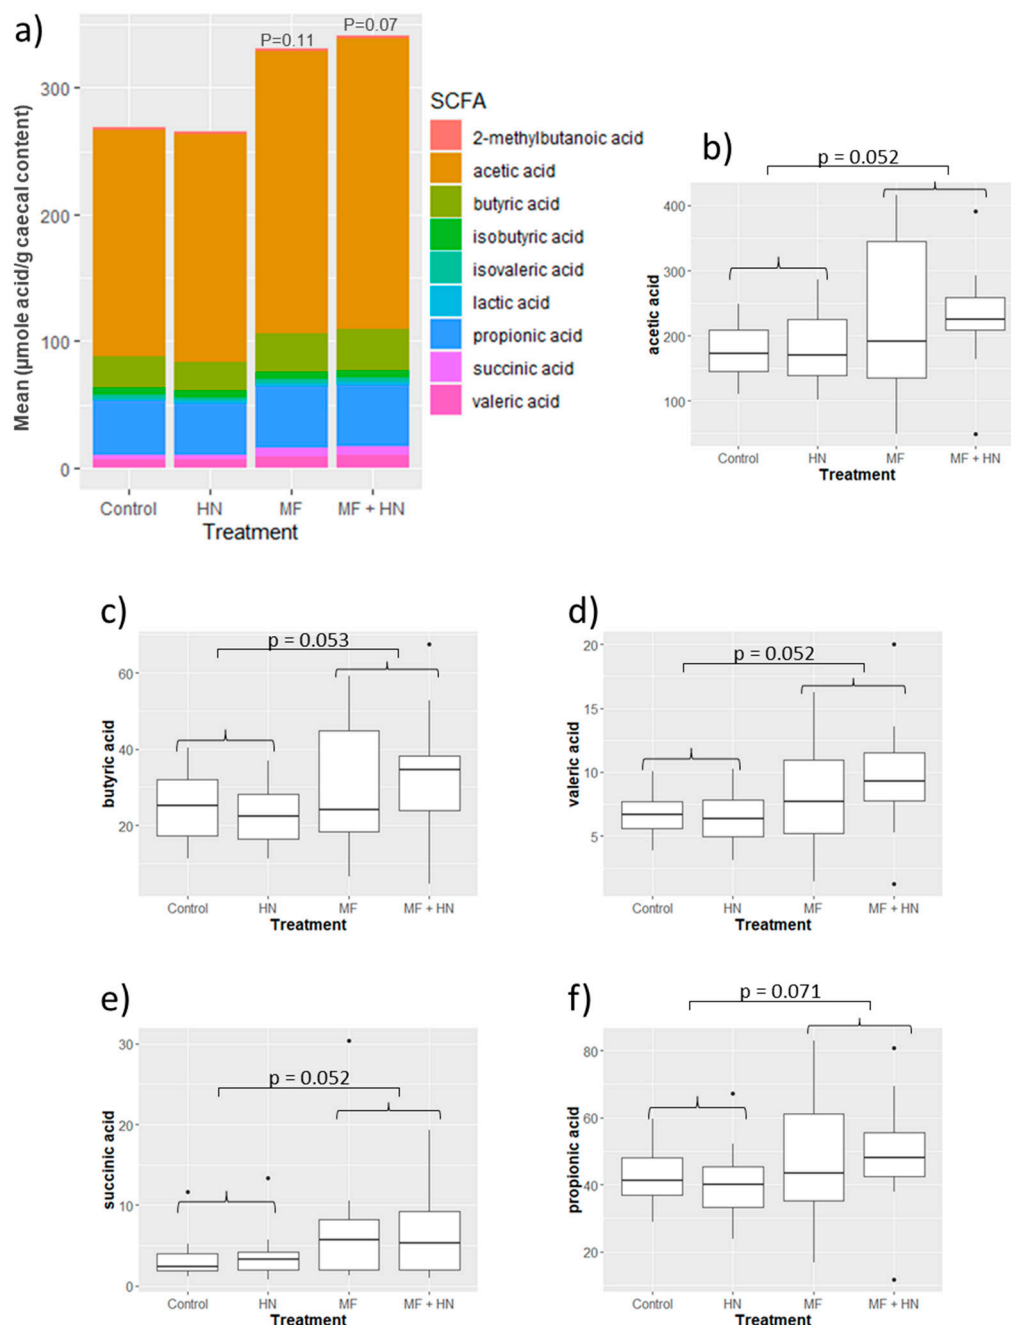 a)
P=0.11
P=0.07
Mean (µmole acid/g caecal content)
300
200
100
0
Control
HN
MF
MF + HN
Treatment
SCFA
2-methylbutanoic acid
acetic acid
butyric acid
isobutyric acid
isovaleric acid
lactic acid
propionic acid
succinic acid
valeric acid
b)
p = 0.052
acetic acid
400
300
200
100
Control
HN
MF
MF + HN
Treatment
c)
p = 0.053
butyric acid
60
40
20
Control
HN
MF
MF + HN
Treatment
d)
p = 0.052
valeric acid
20
15
10
5
Control
HN
MF
MF + HN
Treatment
e)
p = 0.052
succinic acid
30
20
10
0
Control
HN
MF
MF + HN
Treatment
f)
p = 0.071
propionic acid
80
60
40
20
Control
HN
MF
MF + HN
Treatment